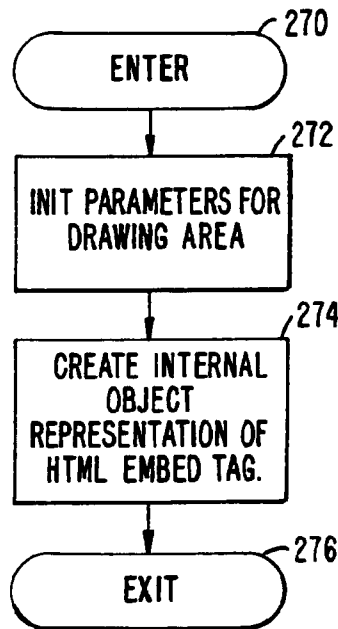 270
ENTER
272
INIT PARAMETERS FOR
DRAWING AREA
274
CREATE INTERNAL
OBJECT
REPRESENTATION OF
HTML EMBED TAG.
276
EXIT